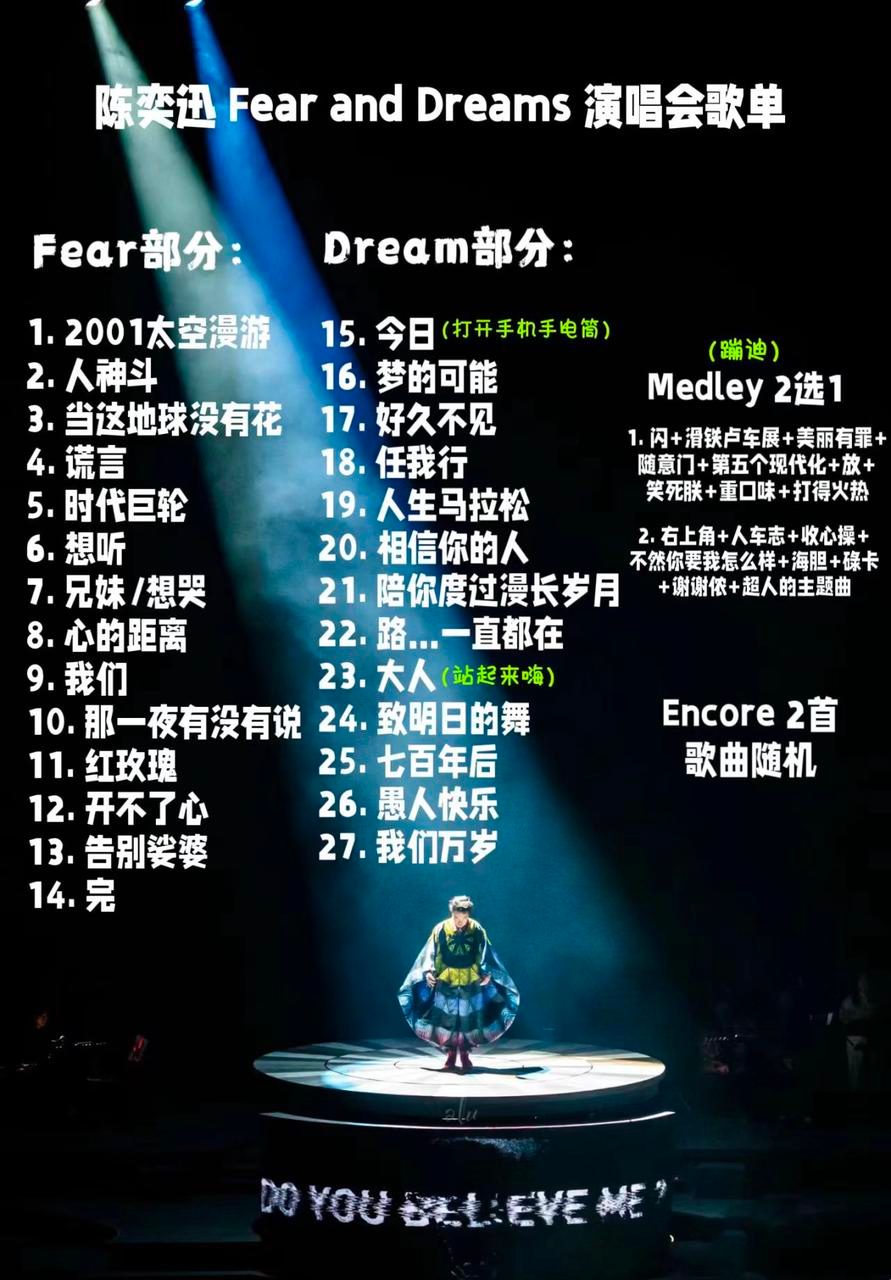 陈奕迅 Fear and Dreams 演唱会歌单
Fear部分：
1. 2001太空漫游
2. 人神斗
3. 当这地球没有花
4. 谎言
5. 时代巨轮
6. 想听
7. 兄妹/想哭
8. 心的距离
9. 我们
10. 那一夜有没有说
11. 红玫瑰
12. 开不了心
13. 告别娑婆
14. 完
Dream部分：
15. 今日(打开手机手电筒)
16. 梦的可能
17. 好久不见
18. 任我行
19. 人生马拉松
20. 相信你的人
21. 陪你度过漫长岁月
22. 路...一直都在
23. 大人(站起来嗨)
24. 致明日的舞
25. 七百年后
26. 愚人快乐
27. 我们万岁
(蹦迪)
Medley 2选1
1. 闪+滑铁卢车展+美丽有罪+
随意门+第五个现代化+放+
笑死朕+重口味+打得火热
2. 右上角+人车志+收心操+
不然你要我怎么样+海胆+碌卡
+谢谢侬+超人的主题曲
Encore 2首
歌曲随机
DO YOU BELIEVE ME ?